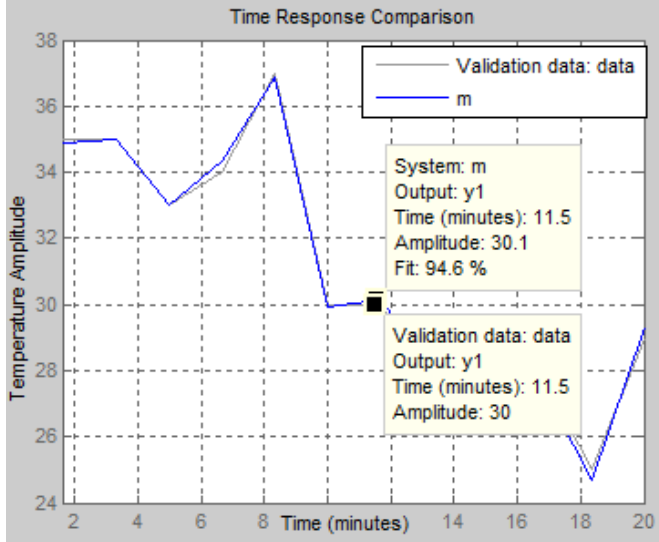 Time Response Comparison
38
36
34
32
30
28
26
24
Temperature Amplitude
Validation data: data
m
System: m
Output: y1
Time (minutes): 11.5
Amplitude: 30.1
Fit: 94.6 %
Validation data: data
Output: y1
Time (minutes): 11.5
Amplitude: 30
2 4 6 8 Time (minutes) 12 14 16 18 20